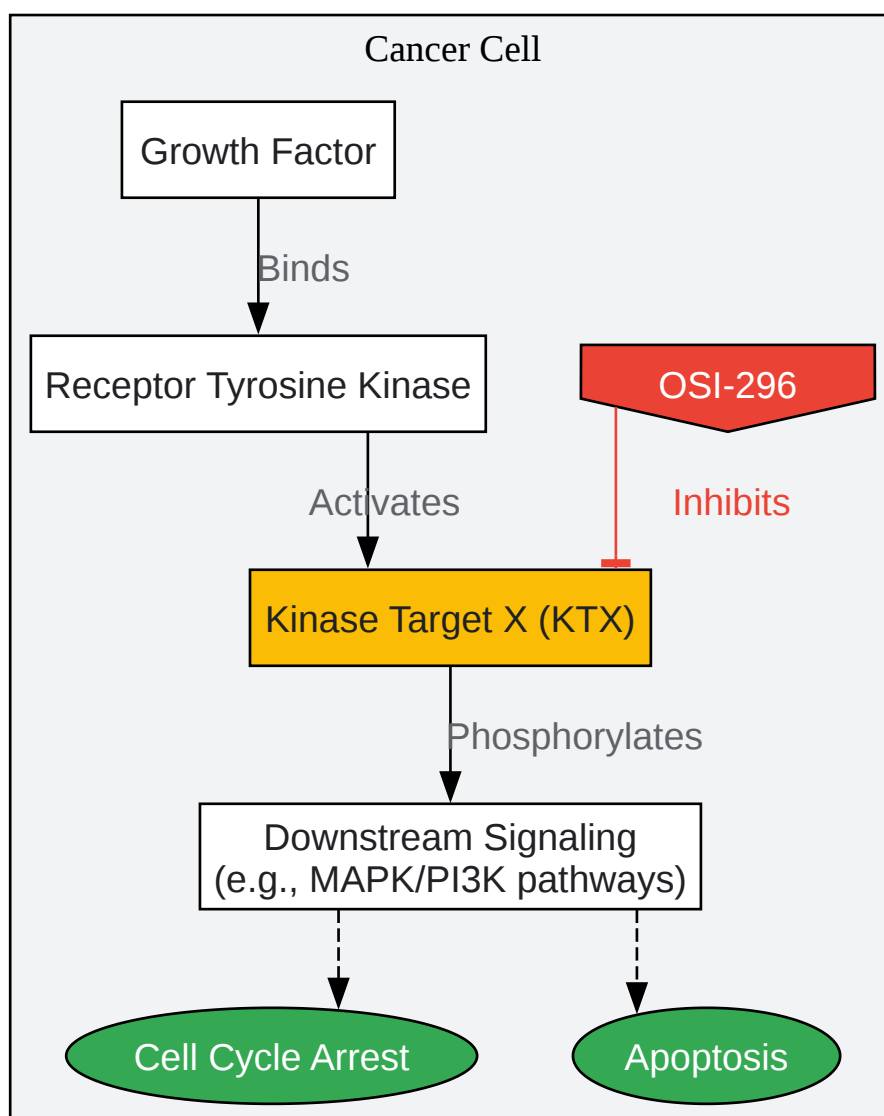 Cancer Cell
Growth Factor
Binds
Receptor Tyrosine Kinase
OSI-296
Activates
Inhibits
Kinase Target X (KTX)
Phosphorylates
Downstream Signaling
(e.g., MAPK/PI3K pathways)
Cell Cycle Arrest
Apoptosis